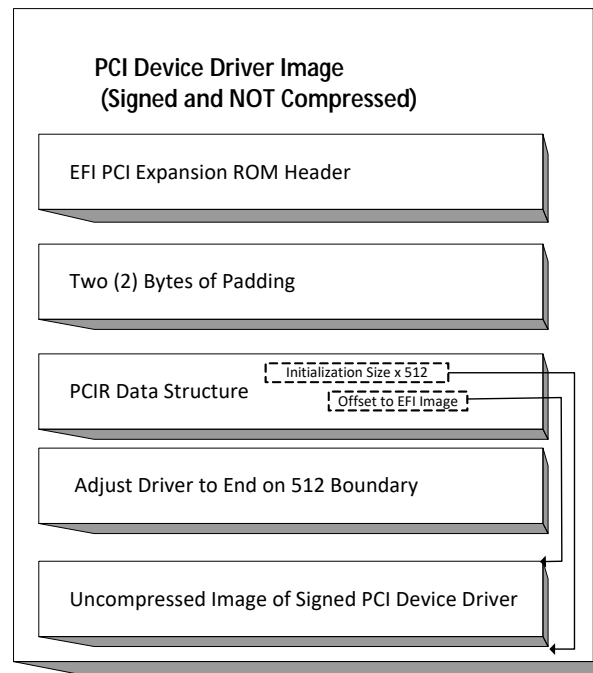 PCI Device Driver Image
(Signed and NOT Compressed)
EFI PCI Expansion ROM Header
Two (2) Bytes of Padding
Initialization Size x 512
PCIR Data Structure
Offset to EFI Image
Adjust Driver to End on 512 Boundary
Uncompressed Image of Signed PCI Device Driver